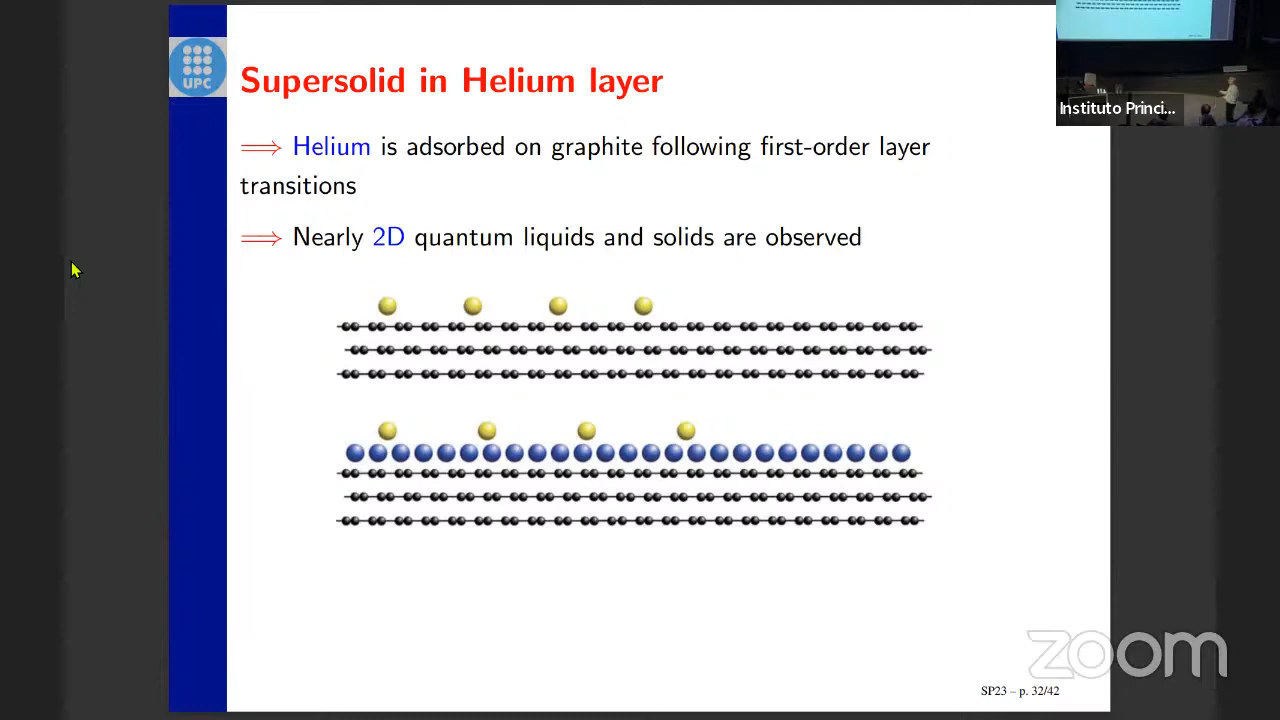 UPC
Supersolid in Helium layer
⟹ Helium is adsorbed on graphite following first-order layer
transitions
⟹ Nearly 2D quantum liquids and solids are observed
Instituto Princi...
zoom
SP23 – p. 32/42